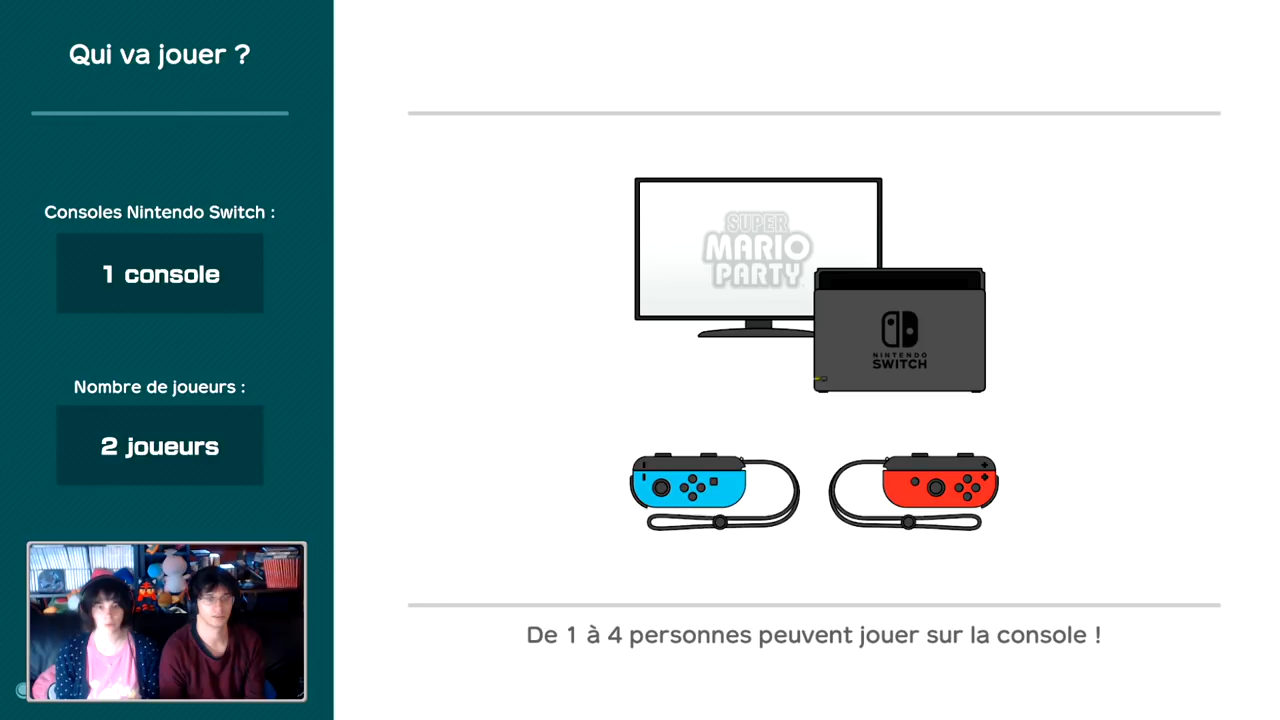 Qui va jouer ?
Consoles Nintendo Switch :
1 console
Nombre de joueurs :
2 joueurs
SUPER
MARIO
PARTY
NINTENDO
SWITCH
De 1 à 4 personnes peuvent jouer sur la console !